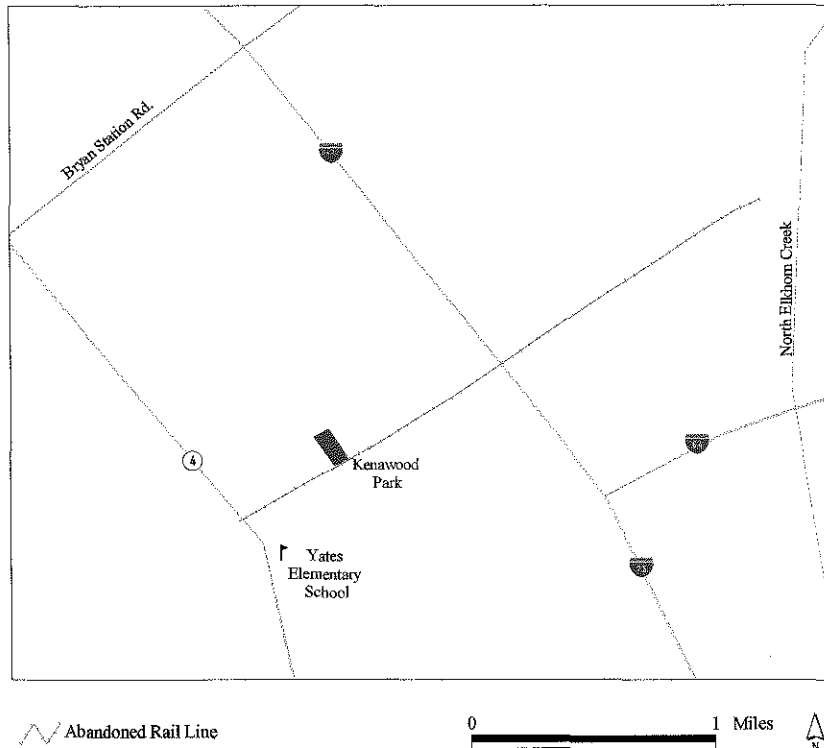 Bryan Station Rd.
North Elkhorn Creek
4
Kenawood
Park
Yates
Elementary
School
Abandoned Rail Line
0
1 Miles
N